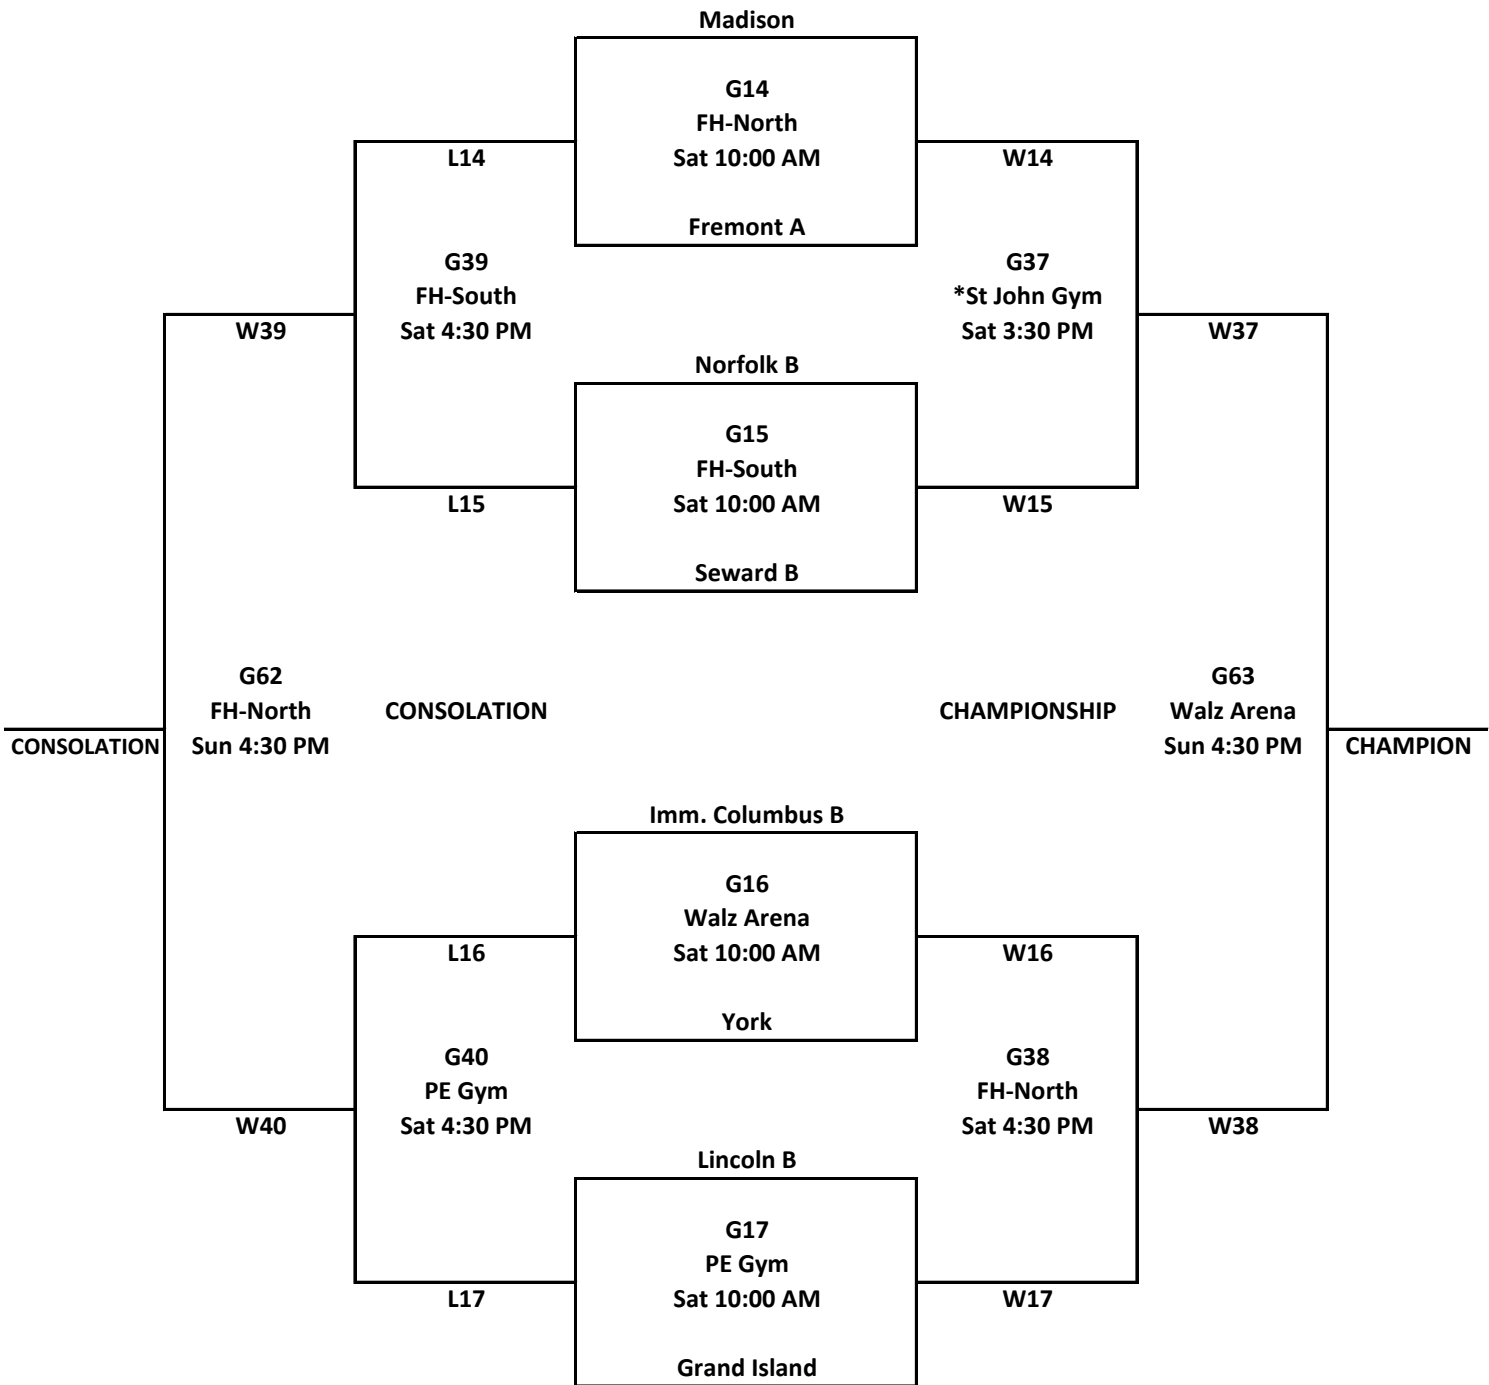 Madison
G14
FH-North
L14
Sat 10:00 AM
W14
Fremont A
G39
G37
FH-South
*St John Gym
W39
Sat 4:30 PM
Sat 3:30 PM
W37
Norfolk B
G15
FH-South
L15
Sat 10:00 AM
W15
Seward B
G62
G63
FH-North
CONSOLATION
CHAMPIONSHIP
Walz Arena
CONSOLATION
Sun 4:30 PM
Sun 4:30 PM
CHAMPION
Imm. Columbus B
G16
Walz Arena
L16
Sat 10:00 AM
W16
York
G40
G38
PE Gym
FH-North
W40
Sat 4:30 PM
Sat 4:30 PM
W38
Lincoln B
G17
PE Gym
L17
Sat 10:00 AM
W17
Grand Island